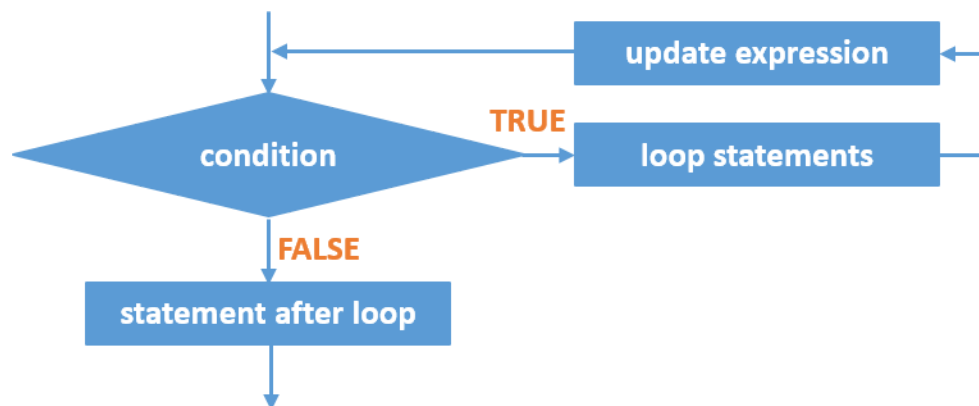 update expression
TRUE
condition
loop statements
FALSE
statement after loop